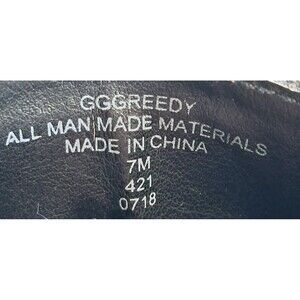 GGGREEDY
ALL MAN MADE MATERIALS
MADE IN CHINA
7M
421
0718